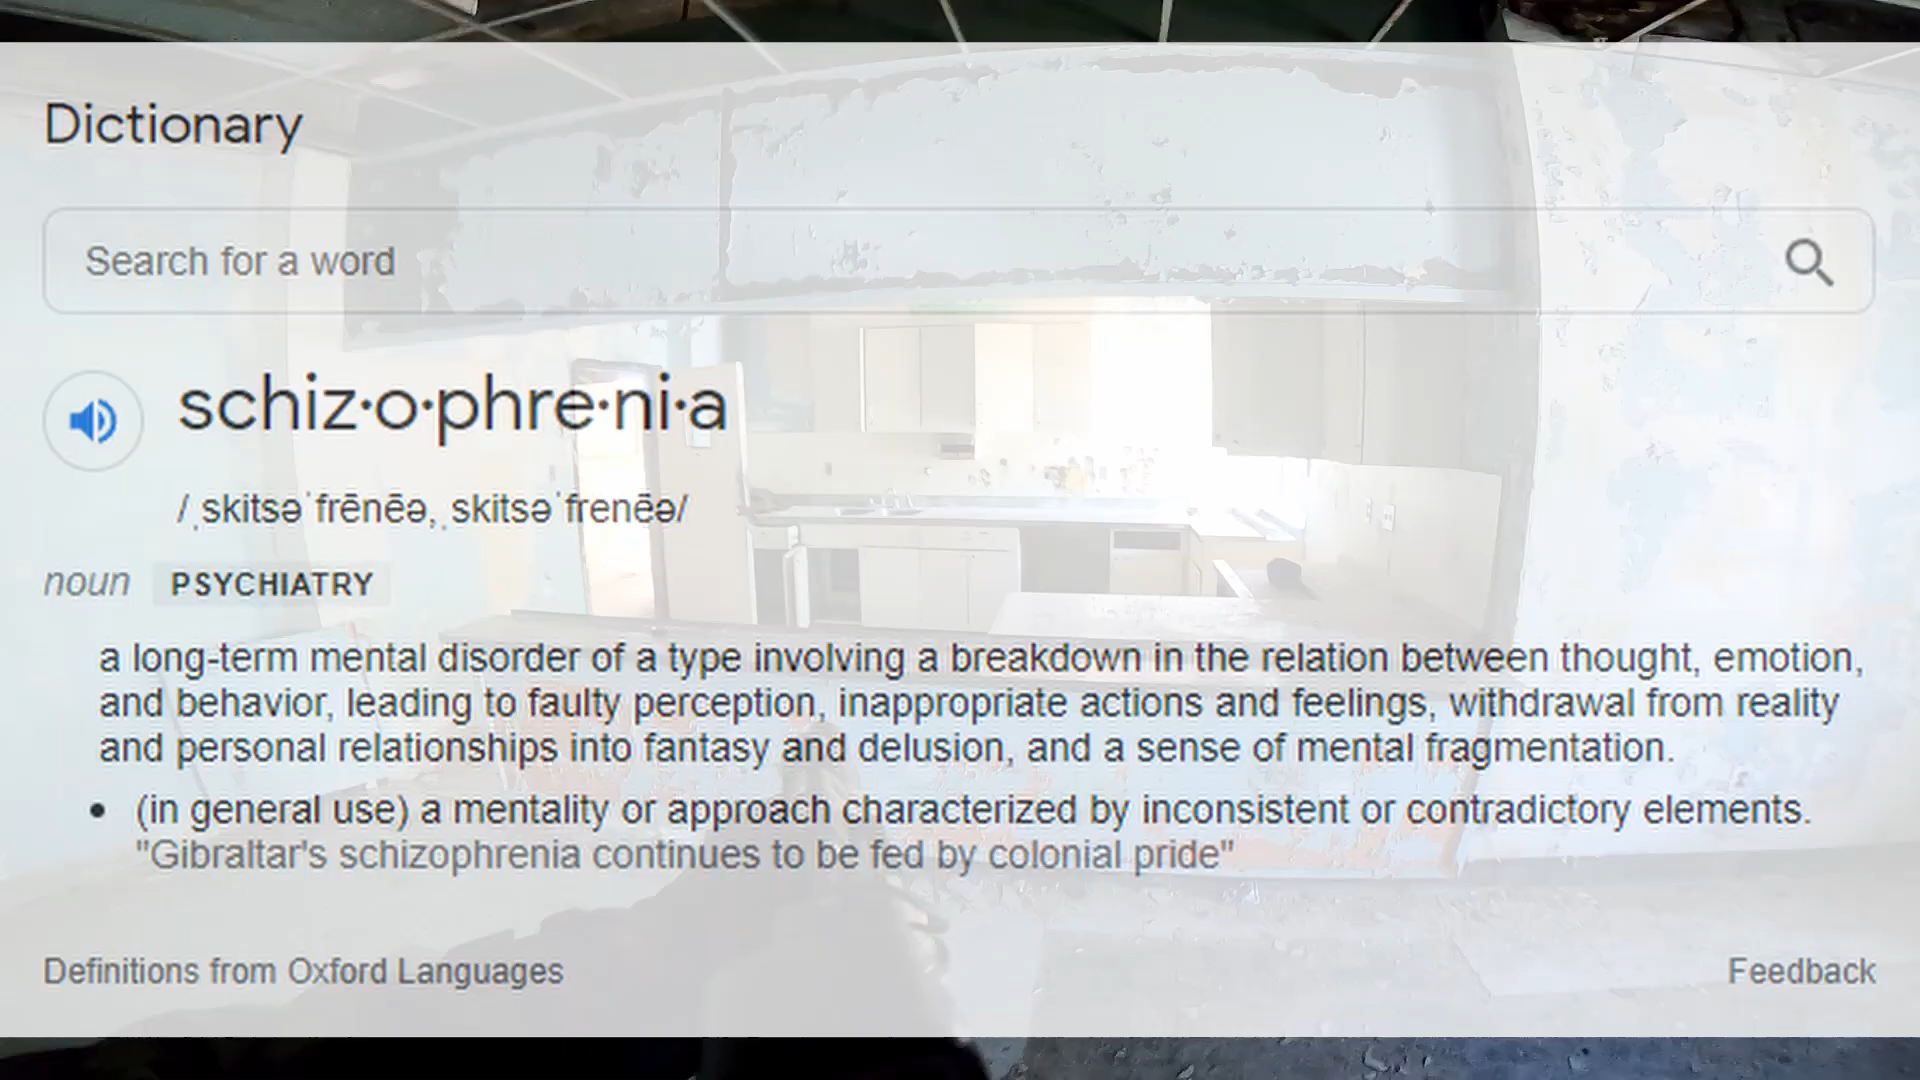 Dictionary
Search for a word
schiz·o·phre·ni·a
/ˌskitsəˈfrēnēə,ˌskitsəˈfrenēə/
noun PSYCHIATRY
a long-term mental disorder of a type involving a breakdown in the relation between thought, emotion,
and behavior, leading to faulty perception, inappropriate actions and feelings, withdrawal from reality
and personal relationships into fantasy and delusion, and a sense of mental fragmentation.
• (in general use) a mentality or approach characterized by inconsistent or contradictory elements.
"Gibraltar's schizophrenia continues to be fed by colonial pride"
Definitions from Oxford Languages
Feedback